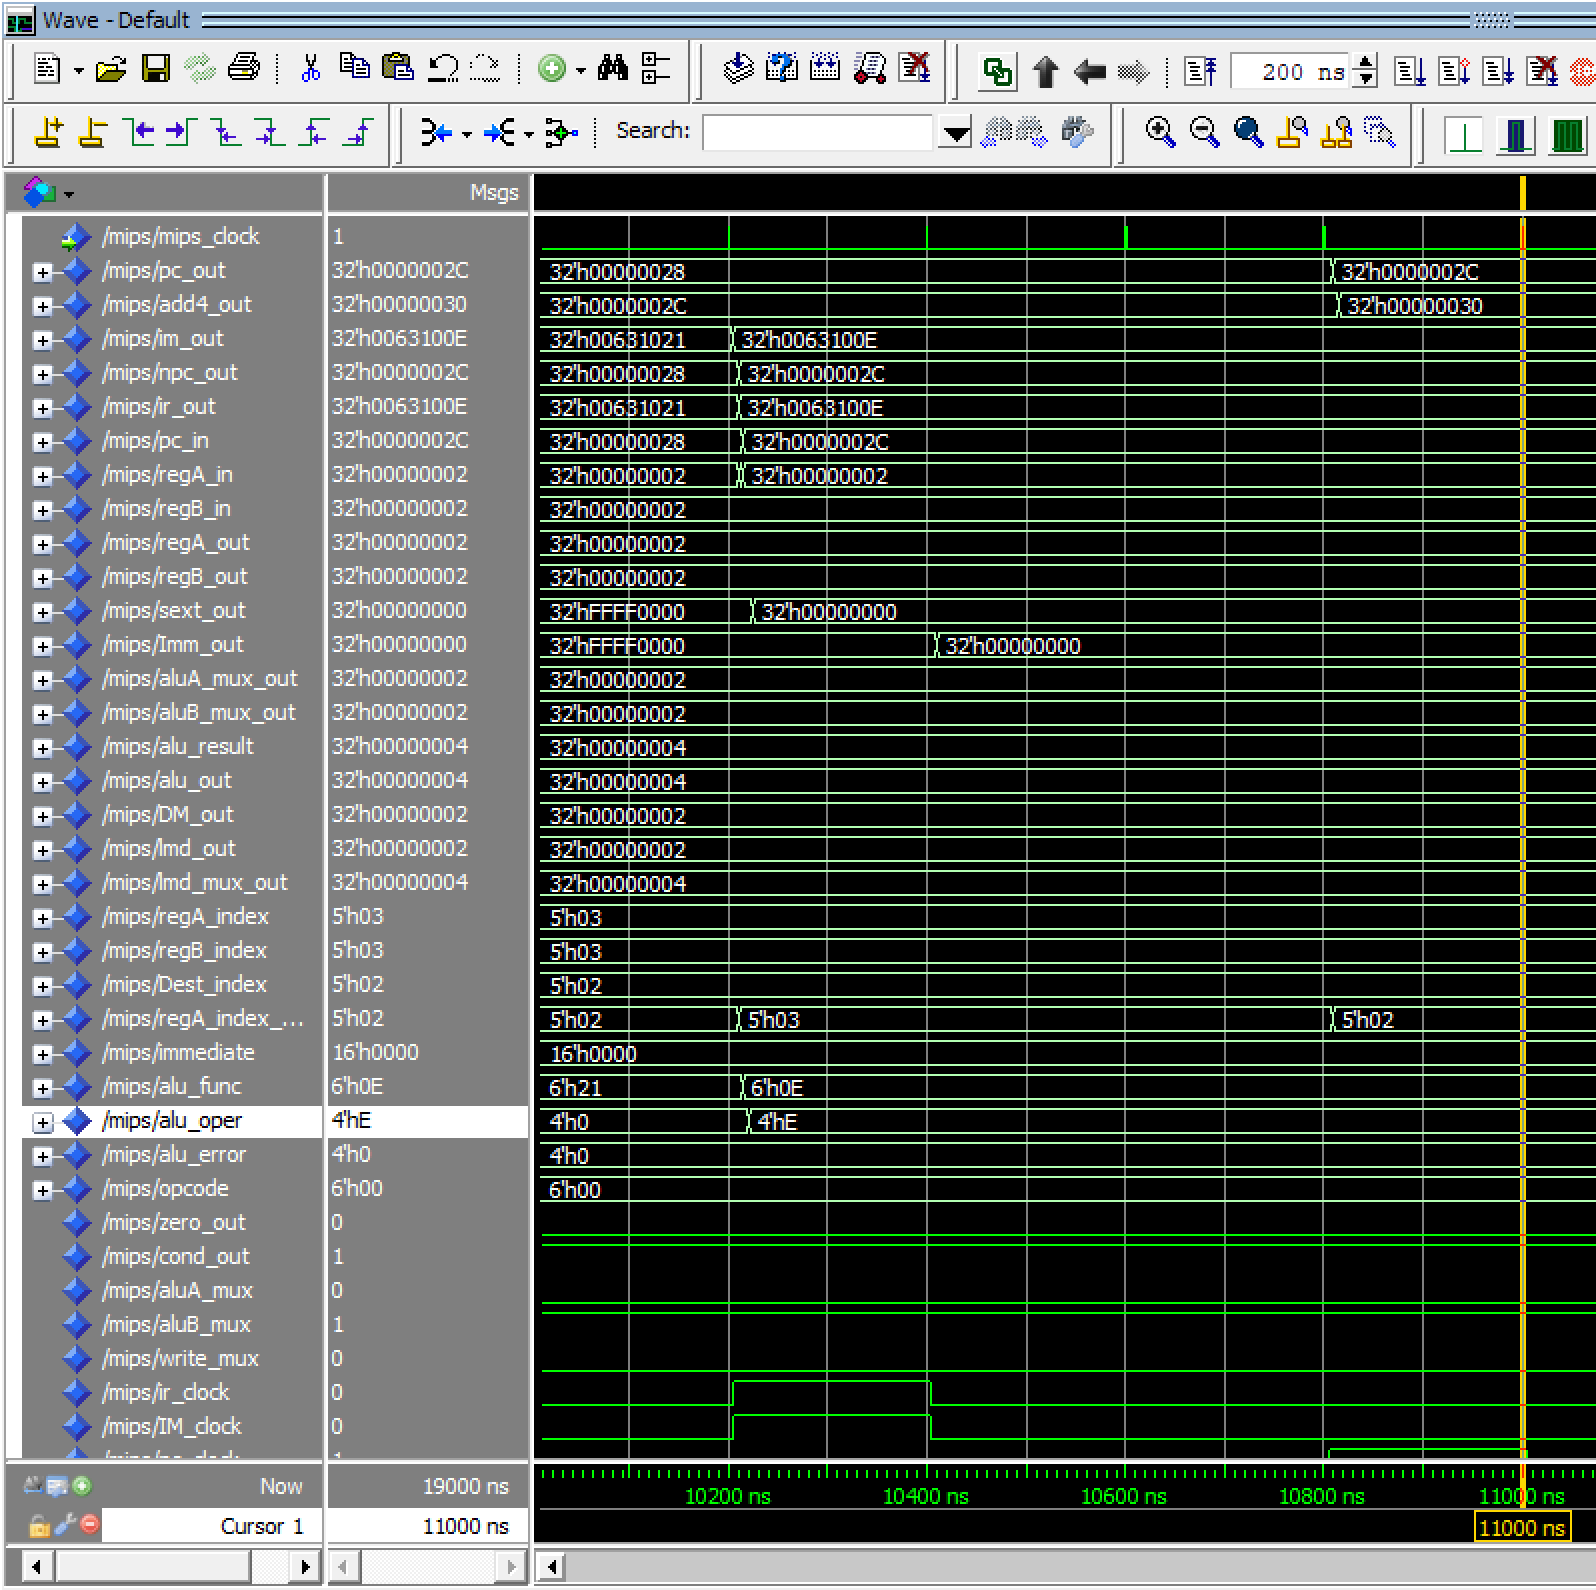 Wave - Default
200 ns
Search:
Msgs
/mips/mips_clock 1
/mips/pc_out 32'h0000002C 32'h00000028 32'h0000002C
/mips/add4_out 32'h00000030 32'h0000002C 32'h00000030
/mips/im_out 32'h0063100E 32'h00631021 32'h0063100E
/mips/npc_out 32'h0000002C 32'h00000028 32'h0000002C
/mips/ir_out 32'h0063100E 32'h00631021 32'h0063100E
/mips/pc_in 32'h0000002C 32'h00000028 32'h0000002C
/mips/regA_in 32'h00000002 32'h00000002 32'h00000002
/mips/regB_in 32'h00000002 32'h00000002
/mips/regA_out 32'h00000002 32'h00000002
/mips/regB_out 32'h00000002 32'h00000002
/mips/sext_out 32'h00000000 32'hFFFF0000 32'h00000000
/mips/Imm_out 32'h00000000 32'hFFFF0000 32'h00000000
/mips/aluA_mux_out 32'h00000002 32'h00000002
/mips/aluB_mux_out 32'h00000002 32'h00000002
/mips/alu_result 32'h00000004 32'h00000004
/mips/alu_out 32'h00000004 32'h00000004
/mips/DM_out 32'h00000002 32'h00000002
/mips/lmd_out 32'h00000002 32'h00000002
/mips/lmd_mux_out 32'h00000004 32'h00000004
/mips/regA_index 5'h03 5'h03
/mips/regB_index 5'h03 5'h03
/mips/Dest_index 5'h02 5'h02
/mips/regA_index_... 5'h02 5'h02 5'h03 5'h02
/mips/immediate 16'h0000 16'h0000
/mips/alu_func 6'h0E 6'h21 6'h0E
/mips/alu_oper 4'hE 4'h0 4'hE
/mips/alu_error 4'h0 4'h0
/mips/opcode 6'h00 6'h00
/mips/zero_out 0
/mips/cond_out 1
/mips/aluA_mux 0
/mips/aluB_mux 1
/mips/write_mux 0
/mips/ir_clock 0
/mips/IM_clock 0
Now 19000 ns 10200 ns 10400 ns 10600 ns 10800 ns 11000 ns
Cursor 1 11000 ns 11000 ns